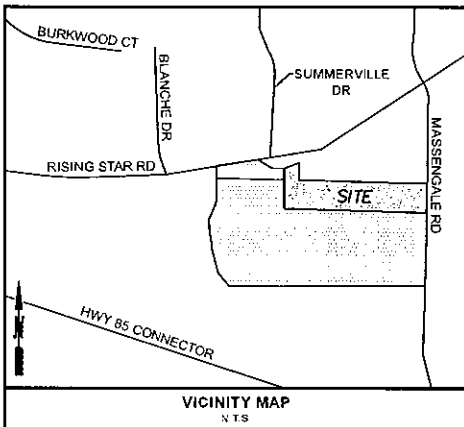 BURKWOOD CT
BLANCHE DR
SUMMERVILLE
DR
MASSENGALE RD
RISING STAR RD
SITE
HWY 85 CONNECTOR
VICINITY MAP
N.T.S